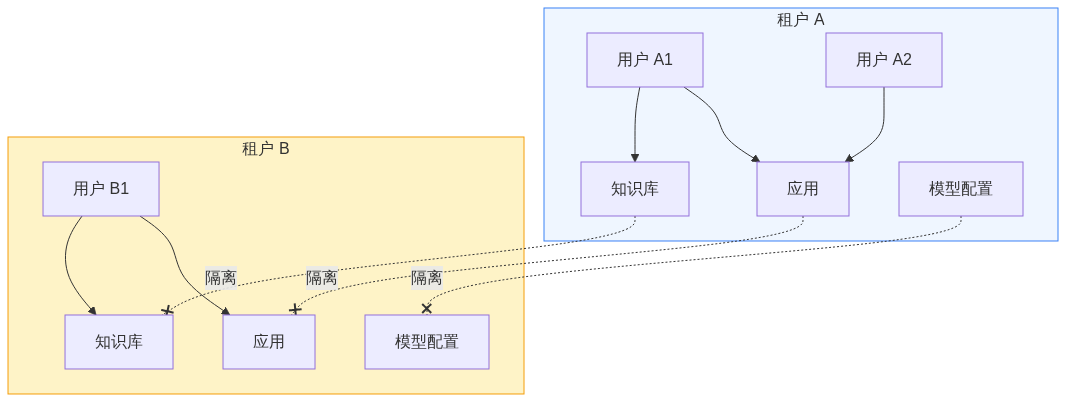 租户 A
用户 A1
用户 A2
知识库
应用
模型配置
租户 B
用户 B1
隔离
隔离
隔离
知识库
应用
模型配置